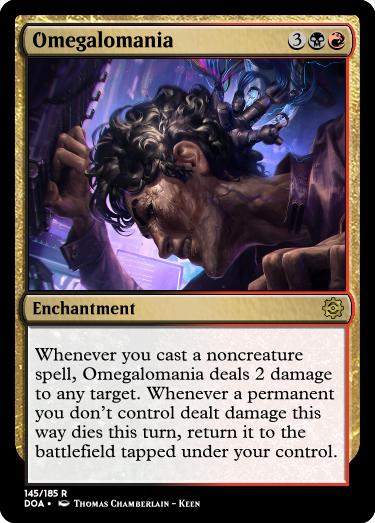 Omegalomania 3
Enchantment
Whenever you cast a noncreature
spell, Omegalomania deals 2 damage
to any target. Whenever a permanent
you don't control dealt damage this
way dies this turn, return it to the
battlefield tapped under your control.
145/185 R
DOA • Thomas Chamberlain – Keen